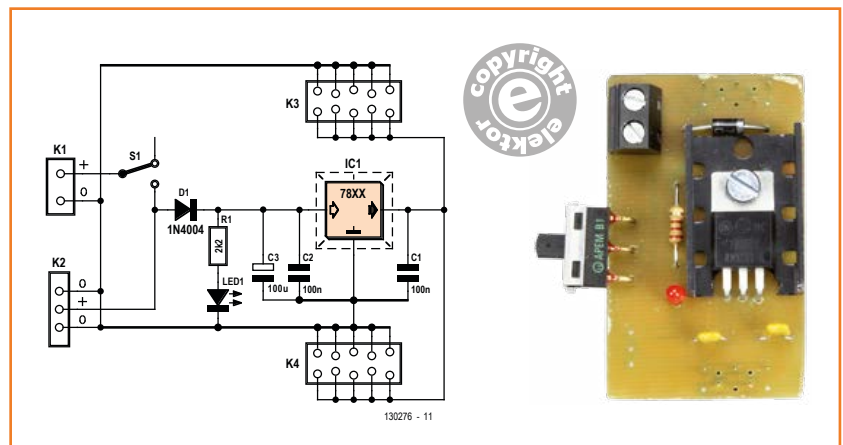 K1
+
0
S1
K2
0
+
0
D1
1N4004
R1
2k2
LED1
C3
100u
C2
100n
IC1
78XX
C1
100n
K3
K4
130276 - 11
copyright
e
elektor
APEM B1